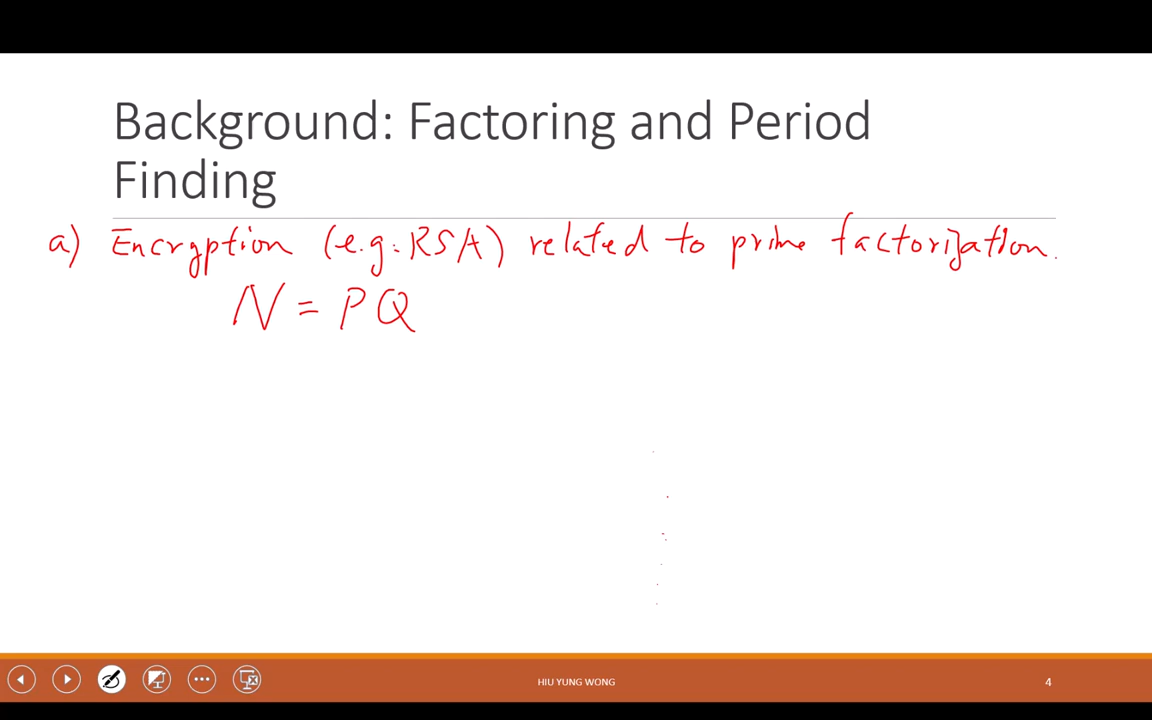 Background: Factoring and Period
Finding
a) Encryption (e.g. RSA) related to prime factorization.
N = PQ
HIU YUNG WONG
4